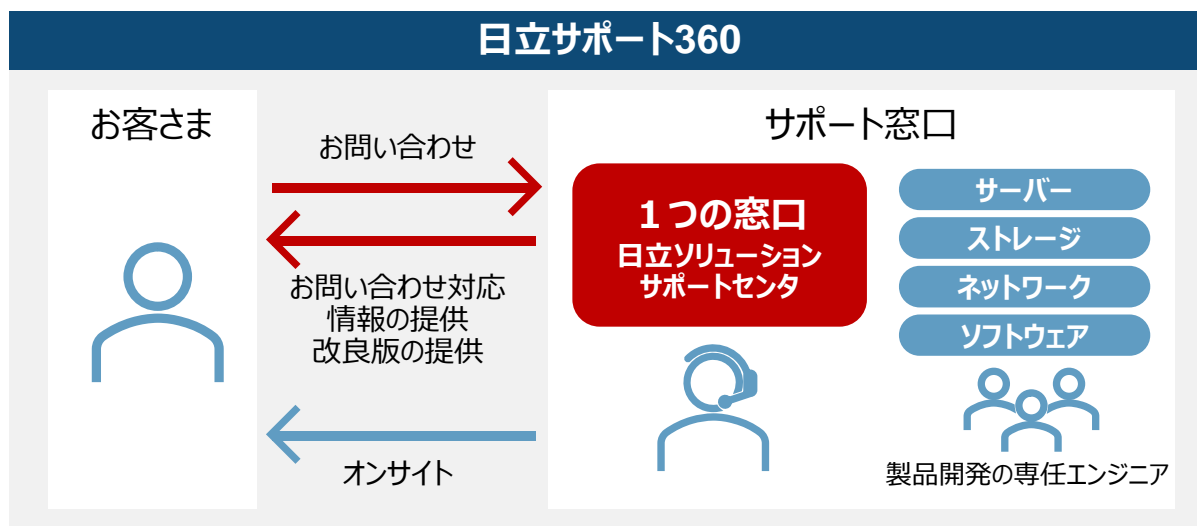 日立サポート360
お客さま
お問い合わせ
お問い合わせ対応
情報の提供
改良版の提供
オンサイト
サポート窓口
１つの窓口
日立ソリューション
サポートセンタ
サーバー
ストレージ
ネットワーク
ソフトウェア
製品開発の専任エンジニア